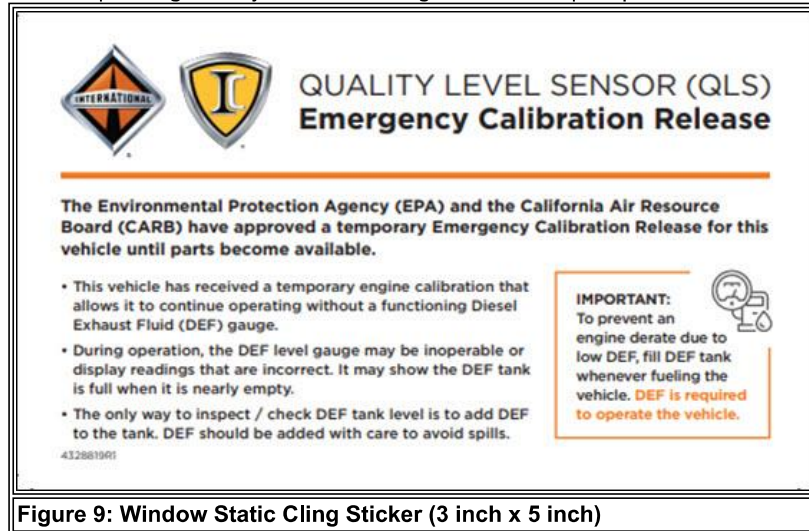 INTERNATIONAL
IC
QUALITY LEVEL SENSOR (QLS)
Emergency Calibration Release
The Environmental Protection Agency (EPA) and the California Air Resource
Board (CARB) have approved a temporary Emergency Calibration Release for this
vehicle until parts become available.
• This vehicle has received a temporary engine calibration that
allows it to continue operating without a functioning Diesel
Exhaust Fluid (DEF) gauge.
• During operation, the DEF level gauge may be inoperable or
display readings that are incorrect. It may show the DEF tank
is full when it is nearly empty.
• The only way to inspect / check DEF tank level is to add DEF
to the tank. DEF should be added with care to avoid spills.
4328819R1
IMPORTANT:
To prevent an
engine derate due to
low DEF, fill DEF tank
whenever fueling the
vehicle. DEF is required
to operate the vehicle.
Figure 9: Window Static Cling Sticker (3 inch x 5 inch)